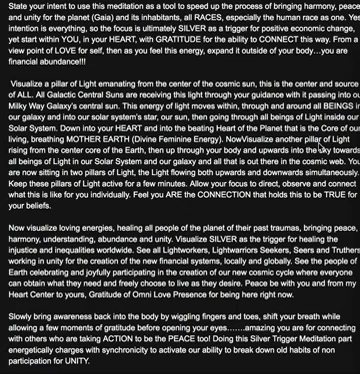 State your intent to use this meditation as a tool to speed up the process of bringing harmony, peace
and unity for the planet (Gaia) and its inhabitants, all RACES, especially the human race as one. Yes
intention is everything, so the focus is ultimately SILVER as a trigger for positive energetic change,
yet start within YOU, in your HEART, with GRATITUDE for the ability to CONNECT this way. From a
view point of LOVE for self, then as you feel this energy, expand it outside of your body…you are
financial abundance!!!
Visualize a pillar of Light emanating from the center of the cosmic sun, this is the center and source
of ALL. All Galactic Central Suns are receiving this light through your guidance with it passing into our
Milky Way Galaxy's central sun. This energy of light moves within, through and around all BEINGS in
our galaxy and into our solar system's star, our sun, then going through all beings of Light inside our
Solar System. Down into your HEART and into the beating Heart of The Planet that is the Core of our
living, breathing MOTHER EARTH (Divine Feminine Energy). NowVisualize another pillar of Light
rising from the center core of the Earth, then up through your body and upwards into the sky towards
all beings of Light in our Solar System and our galaxy and all that is out there in the cosmic web. You
are now sitting in two pillars of Light, the Light flowing both upwards and downwards simultaneously.
Keep these pillars of Light active for a few minutes. Allow your focus to direct, observe and connect
what this is like for you individually. Feel you ARE THE CONNECTION that holds this to be TRUE for
your beliefs.
Now visualize loving energies, healing all people of the planet of their past traumas, bringing peace,
harmony, understanding, abundance and unity. Visualize SILVER as the trigger for healing the
injustice and inequalities worldwide. See all Lightworkers, Lightwarriors Seekers, Seers and Truthers
working in unity for the creation of the new financial systems, locally and globally. See the people of
Earth celebrating and joyfully participating in the creation of our new cosmic cycle where everyone
can obtain what they need and freely choose to live as they desire. Peace be with you and from my
Heart Center to yours, Gratitude of Omni Love Presence for being here right now.
Slowly bring awareness back into the body by wiggling fingers and toes, shift your breath while
allowing a few moments of gratitude before opening your eyes…….amazing you are for connecting
with others who are taking ACTION to be the PEACE too! Doing this Silver Trigger Meditation part
energetically charges with synchronicity to activate our ability to break down old habits of non
participation for UNITY.